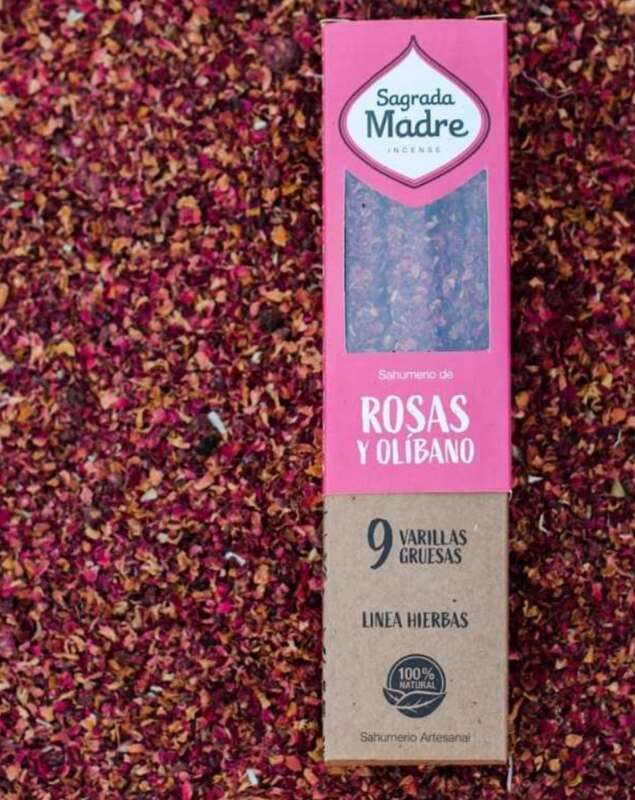 Sagrada
Madre
INCENSE
Sahumerio de
ROSAS
Y OLÍBANO
9 VARILLAS
GRUESAS
LINEA HIERBAS
100%
NATURAL
Sahumerio Artesanal